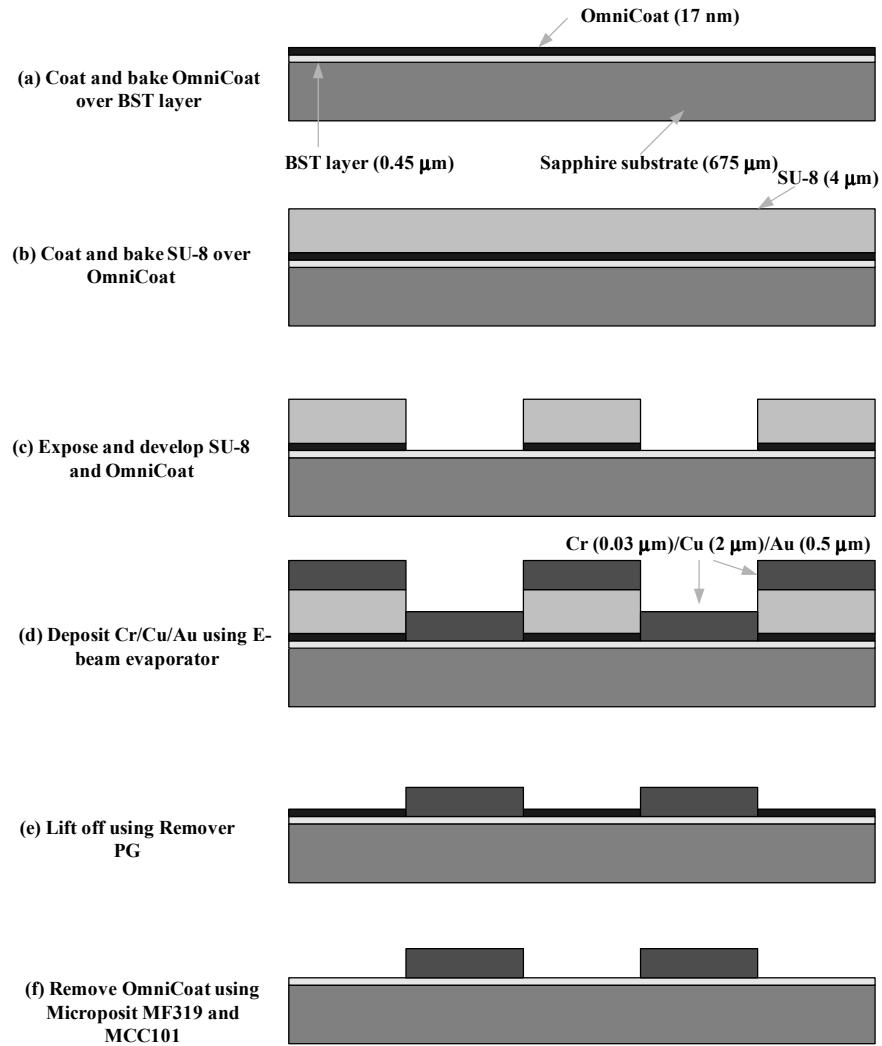 OmniCoat (17 nm)
(a) Coat and bake OmniCoat
over BST layer
BST layer (0.45 μm)
Sapphire substrate (675 μm)
SU-8 (4 μm)
(b) Coat and bake SU-8 over
OmniCoat
(c) Expose and develop SU-8
and OmniCoat
Cr (0.03 μm)/Cu (2 μm)/Au (0.5 μm)
(d) Deposit Cr/Cu/Au using E-
beam evaporator
(e) Lift off using Remover
PG
(f) Remove OmniCoat using
Microposit MF319 and
MCC101